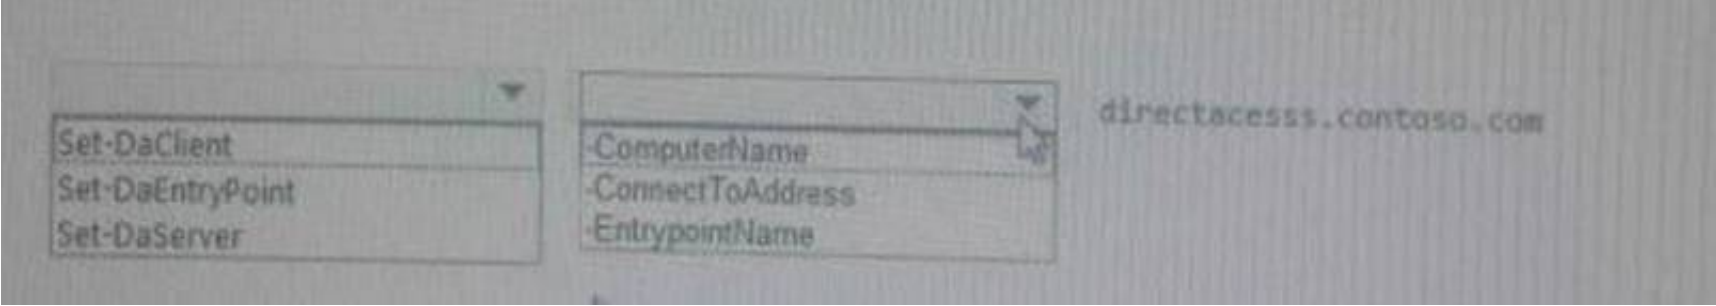 Set-DaClient
Set-DaEntryPoint
Set-DaServer
-ComputerName
-ConnectToAddress
-EntrypointName
directacesss.contoso.com